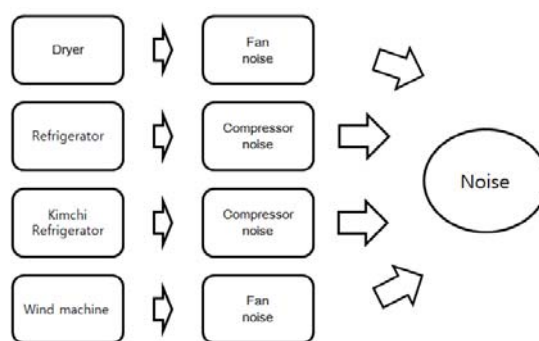 Dryer
Fan
noise
Refrigerator
Compressor
noise
Kimchi
Refrigerator
Compressor
noise
Wind machine
Fan
noise
Noise